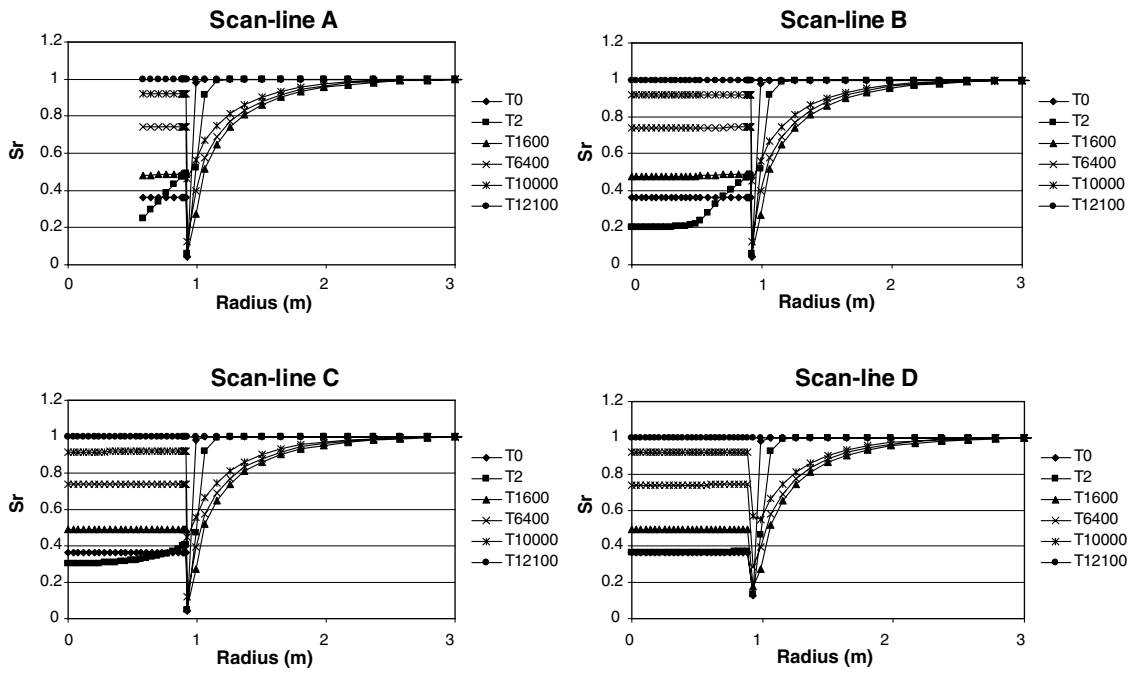 Scan-line A
1.2
1
0.8
0.6
0.4
0.2
0
Sr
0 1 2 3
Radius (m)
T0
T2
T1600
T6400
T10000
T12100
Scan-line B
1.2
1
0.8
0.6
0.4
0.2
0
Sr
0 1 2 3
Radius (m)
T0
T2
T1600
T6400
T10000
T12100
Scan-line C
1.2
1
0.8
0.6
0.4
0.2
0
Sr
0 1 2 3
Radius (m)
T0
T2
T1600
T6400
T10000
T12100
Scan-line D
1.2
1
0.8
0.6
0.4
0.2
0
Sr
0 1 2 3
Radius (m)
T0
T2
T1600
T6400
T10000
T12100